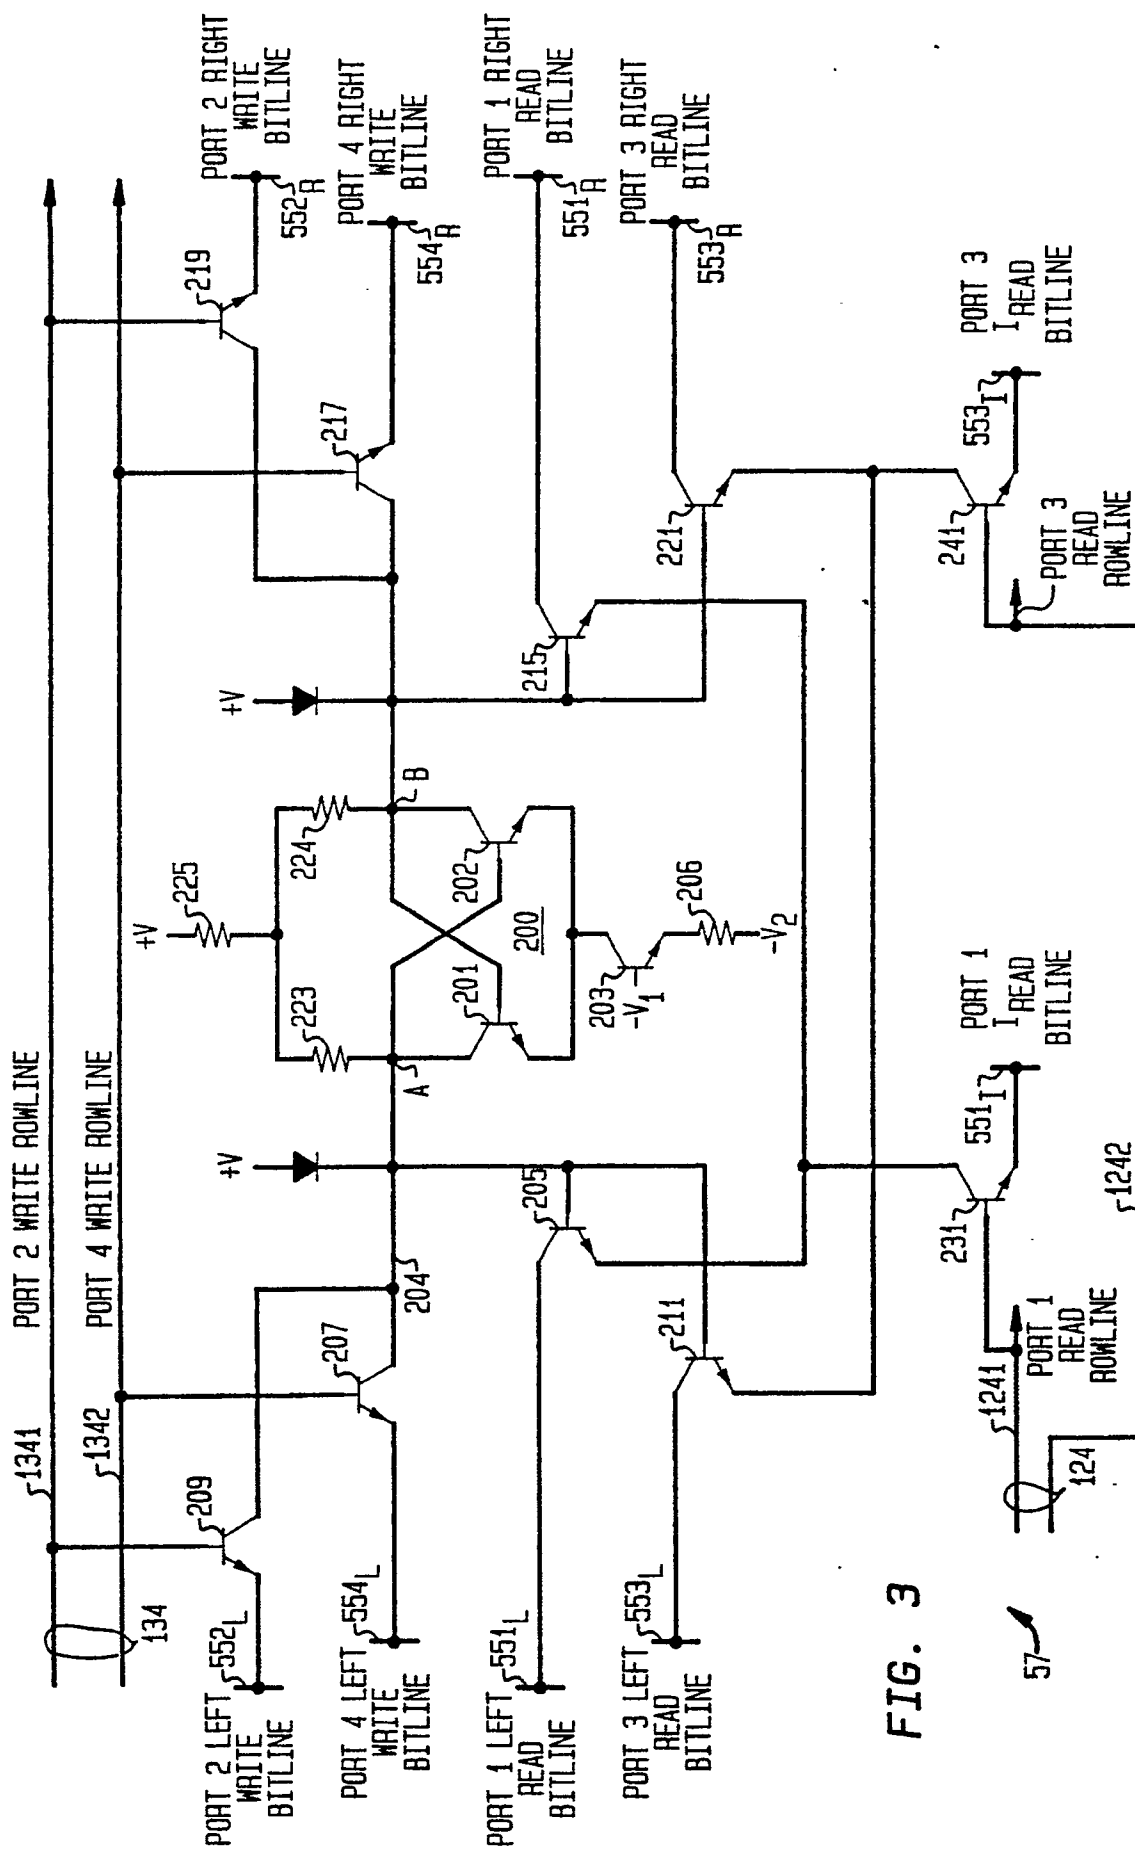 PORT 2 WRITE ROWLINE
PORT 4 WRITE ROWLINE
1341
1342
134
209
207
204
219
217
PORT 2 LEFT
WRITE
BITLINE
552L
PORT 4 LEFT
WRITE
BITLINE
554L
PORT 1 LEFT
READ
BITLINE
551L
PORT 3 LEFT
READ
BITLINE
553L
PORT 2 RIGHT
WRITE
BITLINE
552R
PORT 4 RIGHT
WRITE
BITLINE
554R
PORT 1 RIGHT
READ
BITLINE
551R
PORT 3 RIGHT
READ
BITLINE
553R
+V
+V
225
+V
223
224
A
B
201
202
200
203
-V1
206
-V2
205
211
215
221
231
241
551I
PORT 1
I READ
BITLINE
553I
PORT 3
I READ
BITLINE
1241
PORT 1
READ
ROWLINE
124
1242
PORT 3
READ
ROWLINE
57
FIG. 3